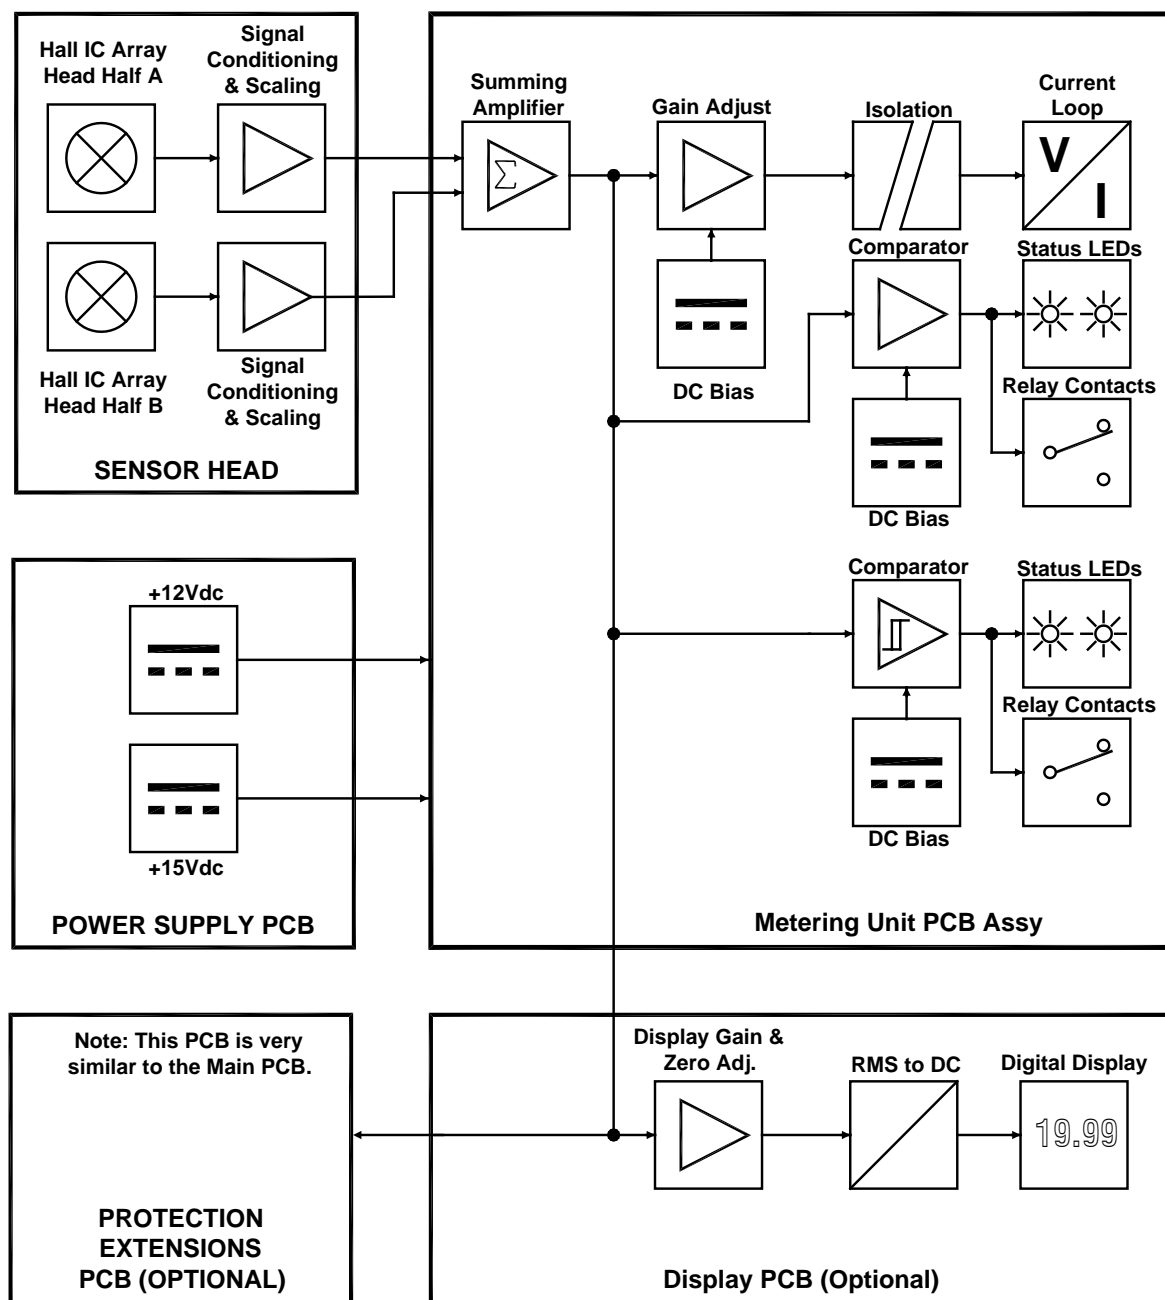 Hall IC Array
Head Half A
Signal
Conditioning
& Scaling
Hall IC Array
Head Half B
Signal
Conditioning
& Scaling
SENSOR HEAD
Summing
Amplifier
Σ
Gain Adjust
Isolation
Current
Loop
V
I
DC Bias
Comparator
Status LEDs
Relay Contacts
DC Bias
Comparator
Status LEDs
Relay Contacts
DC Bias
Metering Unit PCB Assy
+12Vdc
+15Vdc
POWER SUPPLY PCB
Note: This PCB is very
similar to the Main PCB.
PROTECTION
EXTENSIONS
PCB (OPTIONAL)
Display Gain &
Zero Adj.
RMS to DC
Digital Display
19.99
Display PCB (Optional)